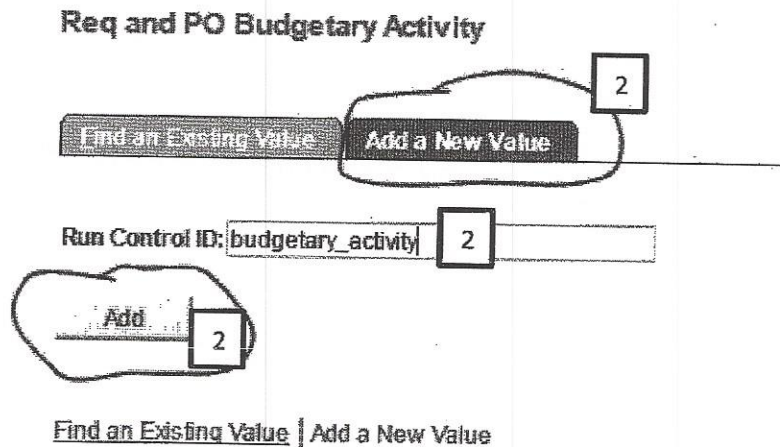 Req and PO Budgetary Activity
2
Find an Existing Value Add a New Value
Run Control ID: budgetary_activity 2
Add
2
Find an Existing Value | Add a New Value